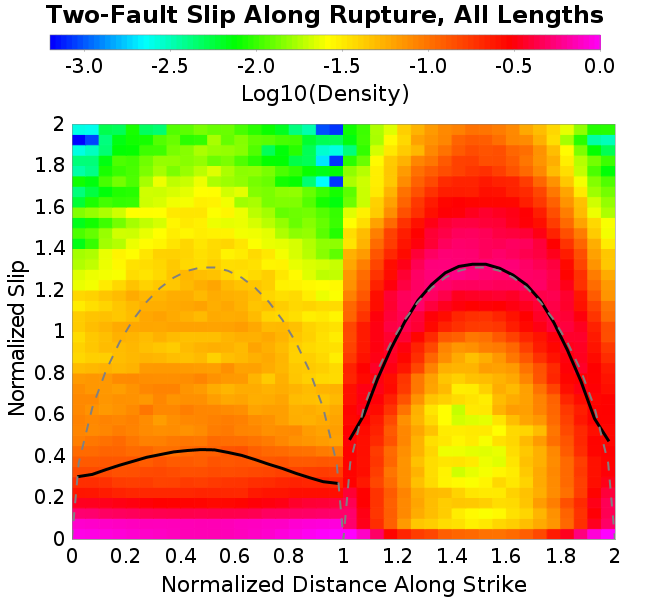 Two-Fault Slip Along Rupture, All Lengths
-3.0 -2.5 -2.0 -1.5 -1.0 -0.5 0.0
Log10(Density)
2
1.8
1.6
1.4
1.2
1
0.8
0.6
0.4
0.2
0
Normalized Slip
0 0.2 0.4 0.6 0.8 1 1.2 1.4 1.6 1.8 2
Normalized Distance Along Strike